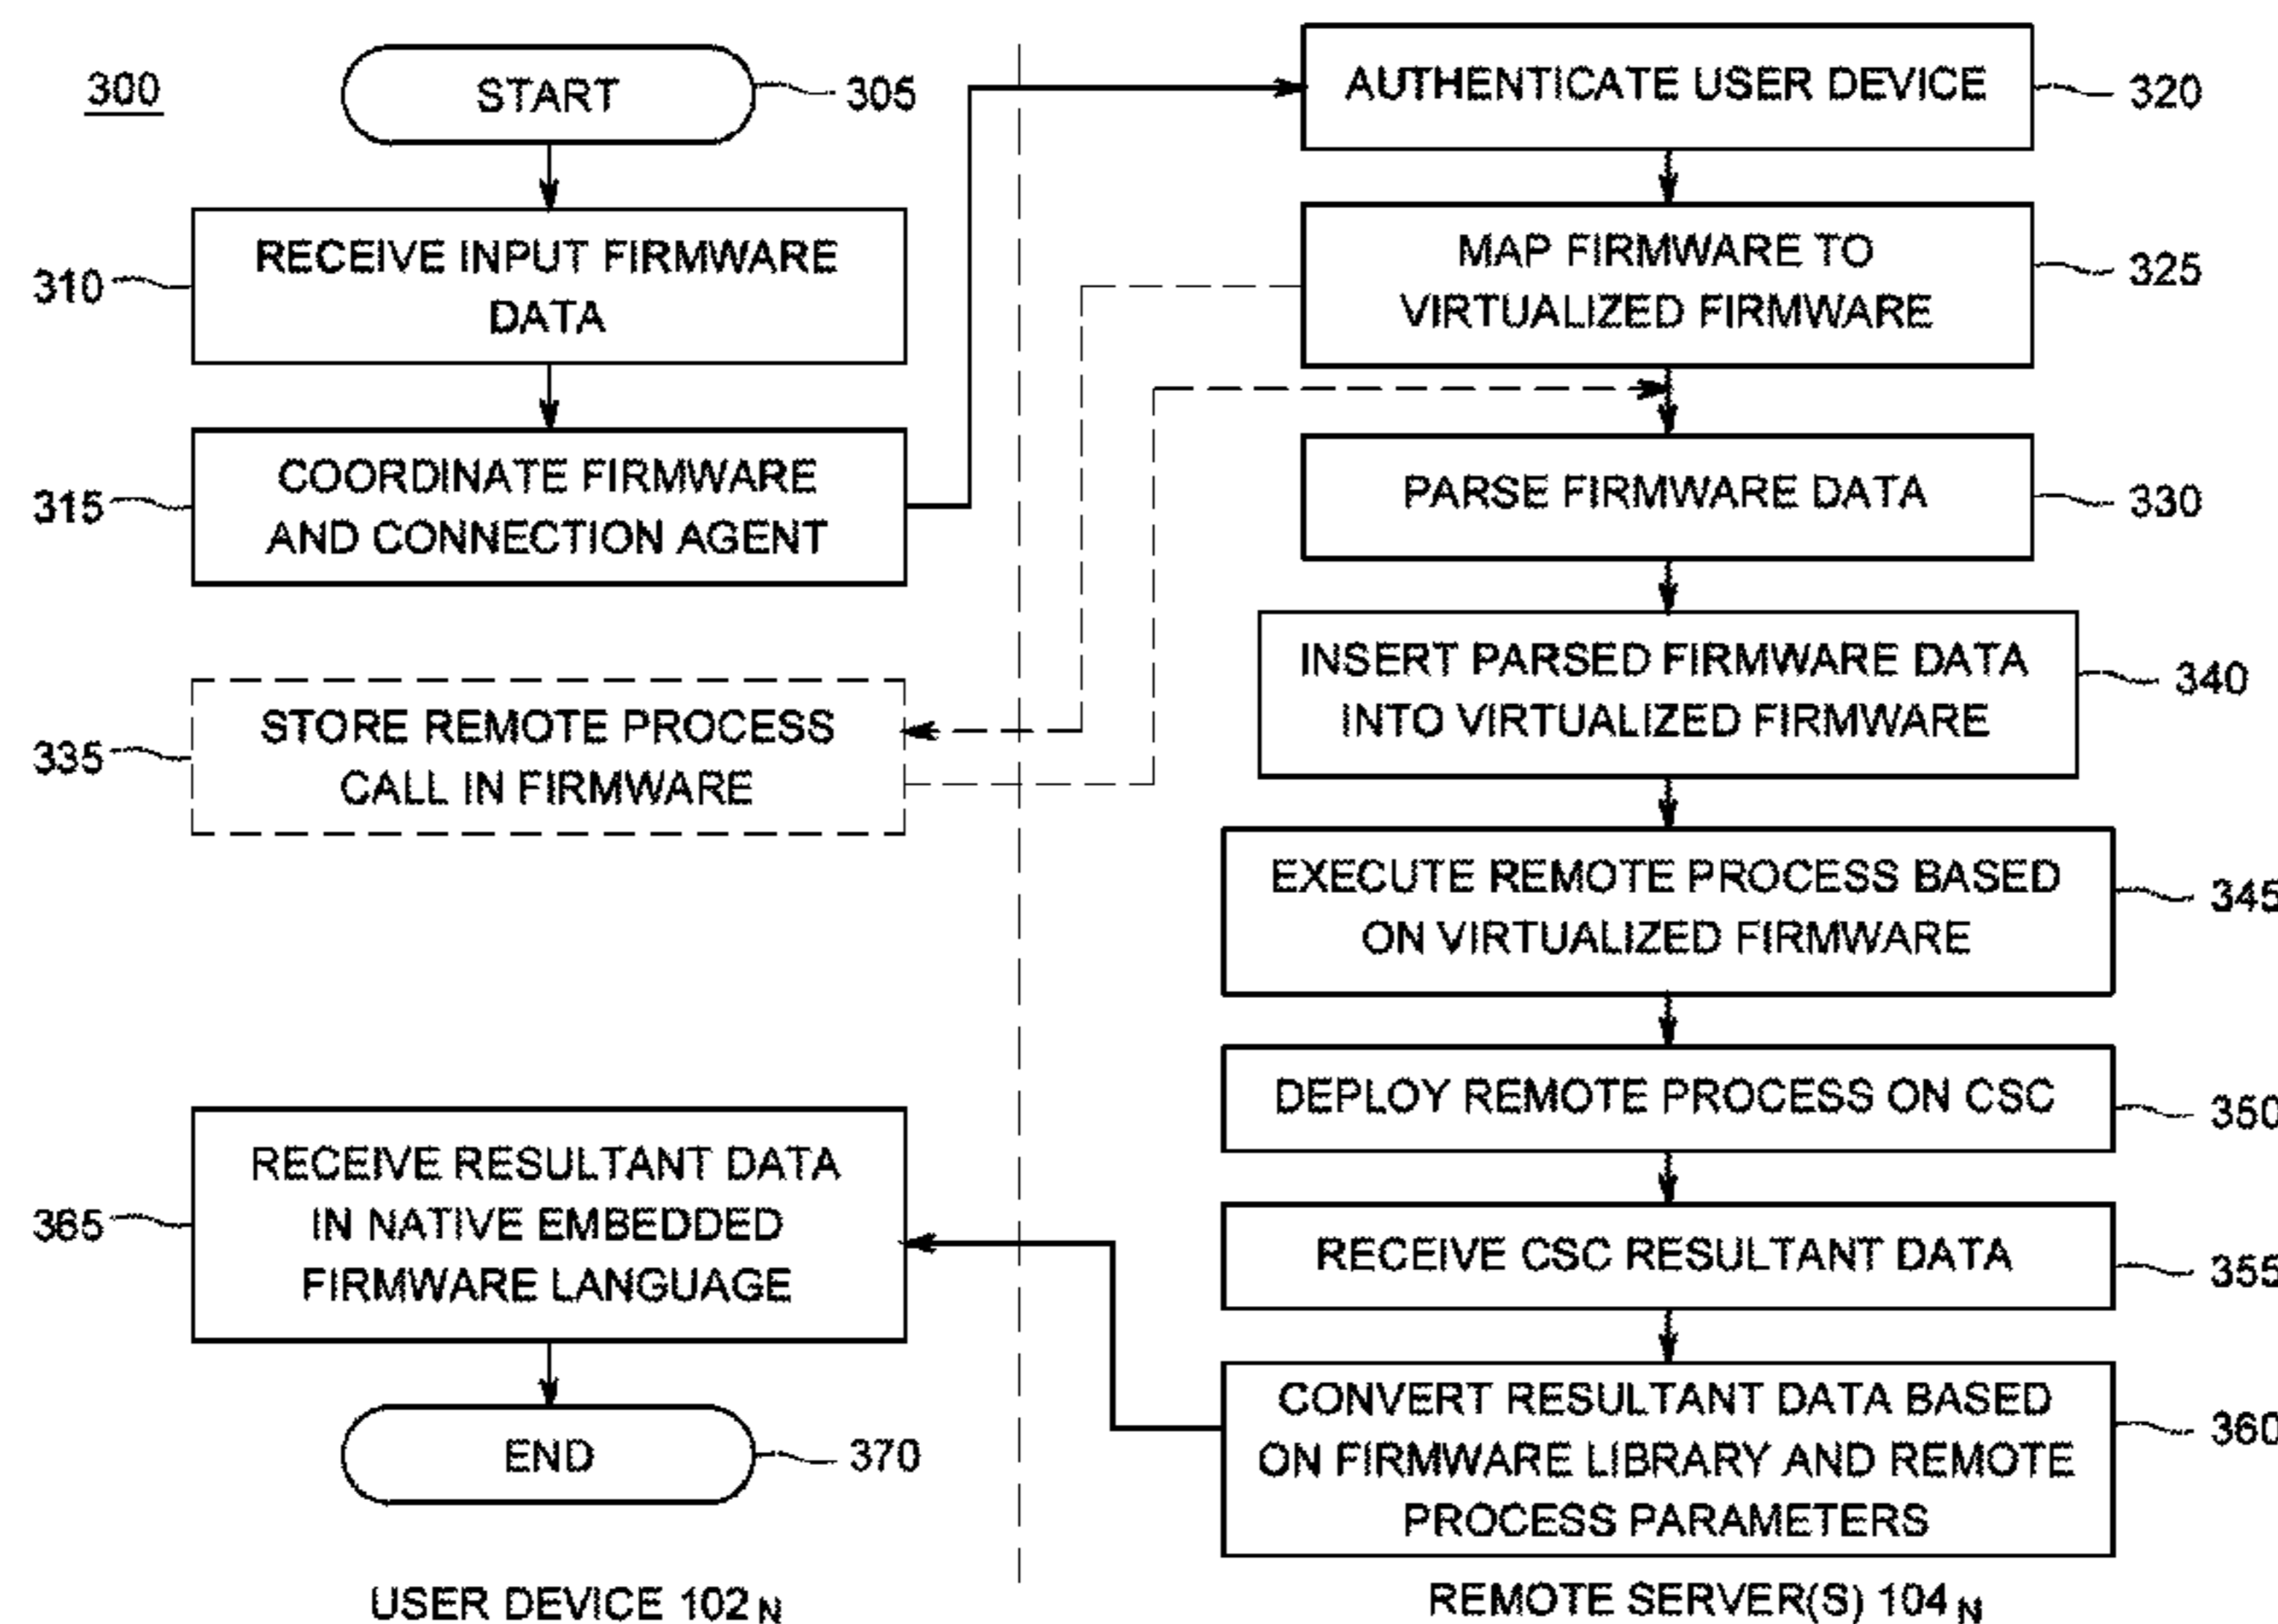 300
START
305
RECEIVE INPUT FIRMWARE
DATA
310
COORDINATE FIRMWARE
AND CONNECTION AGENT
315
STORE REMOTE PROCESS
CALL IN FIRMWARE
335
RECEIVE RESULTANT DATA
IN NATIVE EMBEDDED
FIRMWARE LANGUAGE
365
END
370
USER DEVICE 102N
AUTHENTICATE USER DEVICE
320
MAP FIRMWARE TO
VIRTUALIZED FIRMWARE
325
PARSE FIRMWARE DATA
330
INSERT PARSED FIRMWARE DATA
INTO VIRTUALIZED FIRMWARE
340
EXECUTE REMOTE PROCESS BASED
ON VIRTUALIZED FIRMWARE
345
DEPLOY REMOTE PROCESS ON CSC
350
RECEIVE CSC RESULTANT DATA
355
CONVERT RESULTANT DATA BASED
ON FIRMWARE LIBRARY AND REMOTE
PROCESS PARAMETERS
360
REMOTE SERVER(S) 104N